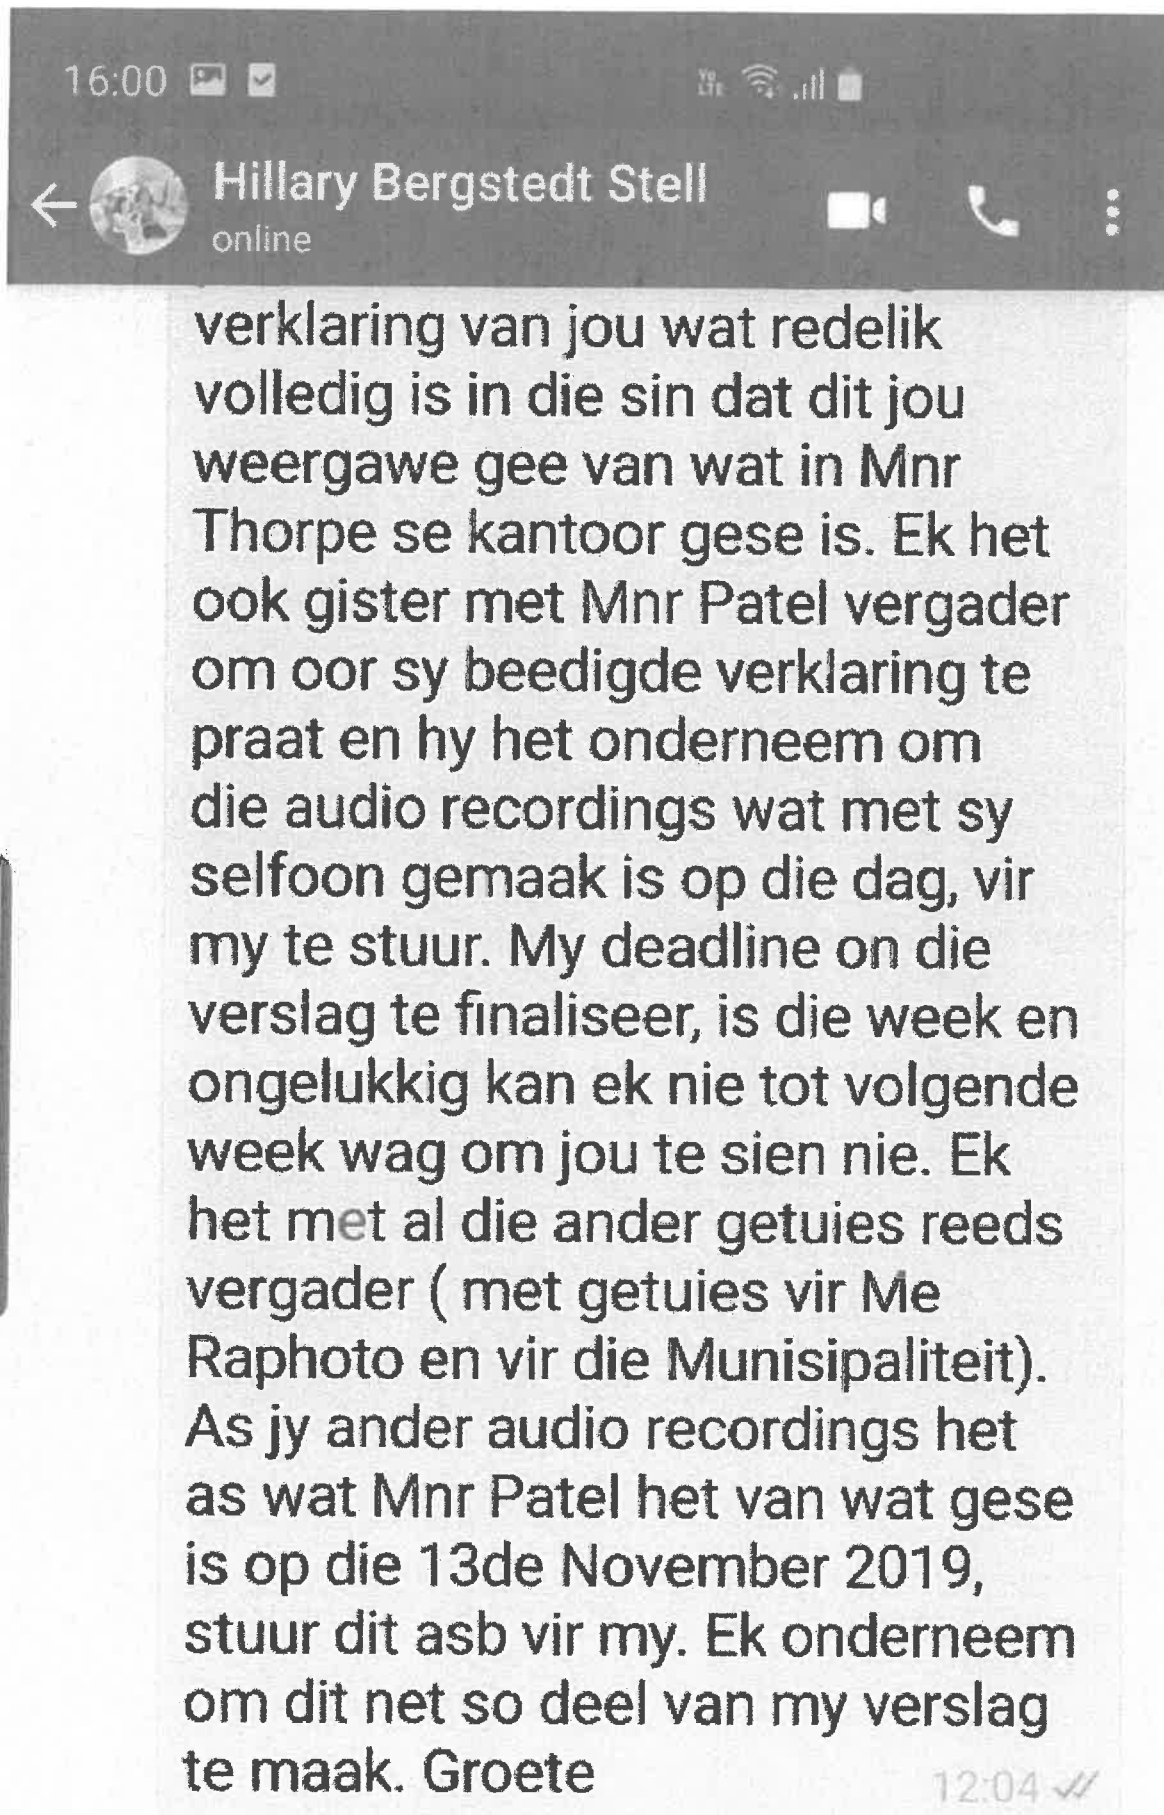 16:00
Hillary Bergstedt Stell
online
verklaring van jou wat redelik
volledig is in die sin dat dit jou
weergawe gee van wat in Mnr
Thorpe se kantoor gese is. Ek het
ook gister met Mnr Patel vergader
om oor sy beedigde verklaring te
praat en hy het onderneem om
die audio recordings wat met sy
selfoon gemaak is op die dag, vir
my te stuur. My deadline on die
verslag te finaliseer, is die week en
ongelukkig kan ek nie tot volgende
week wag om jou te sien nie. Ek
het met al die ander getuies reeds
vergader ( met getuies vir Me
Raphoto en vir die Munisipaliteit).
As jy ander audio recordings het
as wat Mnr Patel het van wat gese
is op die 13de November 2019,
stuur dit asb vir my. Ek onderneem
om dit net so deel van my verslag
te maak. Groete
12:04